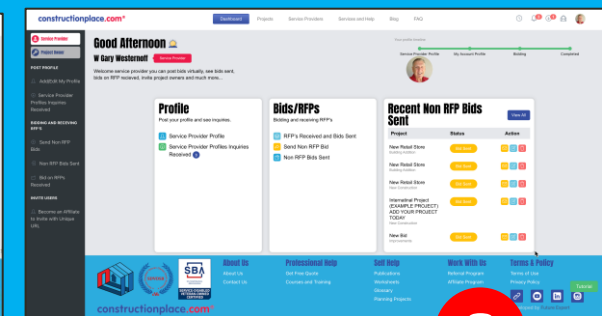 constructionplace.com
Dashboard Projects Service Providers Services and Help Blog FAQ
Service Provider
Project Owner
Good Afternoon
W Gary Westernoff
Service Provider
Welcome service provider you can post bids virtually, see bids sent,
bids on RFP recieved, invite project owners and much more...
Service Provider Profile My Account Profile Bidding Completed
POST PROFILE
Add/Edit My Profile
Service Provider
Profiles Inquiries
Received
BIDDING AND RECEIVING
RFP'S
Send Non RFP
Bids
Non RFP Bids Sent
Bid on RFPs
Received
INVITE USERS
Become an Affiliate
to Invite with Unique
URL
Profile
Post your profile and see inquiries.
Service Provider Profile
Service Provider Profiles Inquiries
Received
Bids/RFPs
Bidding and receiving RFP's
RFP's Received and Bids Sent
Send Non RFP Bid
Non RFP Bids Sent
Recent Non RFP Bids
Sent
View All
Project Status Action
New Retail Store
Building Addition
Bid Sent
New Retail Store
Building Addition
Bid Sent
New Retail Store
New Construction
Bid Sent
International Project
(EXAMPLE PROJECT)
ADD YOUR PROJECT
TODAY
New Construction
Bid Sent
New Bid
Improvements
Bid Sent
SBA
SERVICE-DISABLED
VETERAN-OWNED
CERTIFIED
constructionplace.com
About Us
About Us
Contact Us
Professional Help
Get Free Quote
Courses and Training
Self Help
Publications
Worksheets
Glossary
Planning Projects
Work With Us
Referral Program
Affiliate Program
Terms & Policy
Terms of Use
Privacy Policy
Tutorial
in